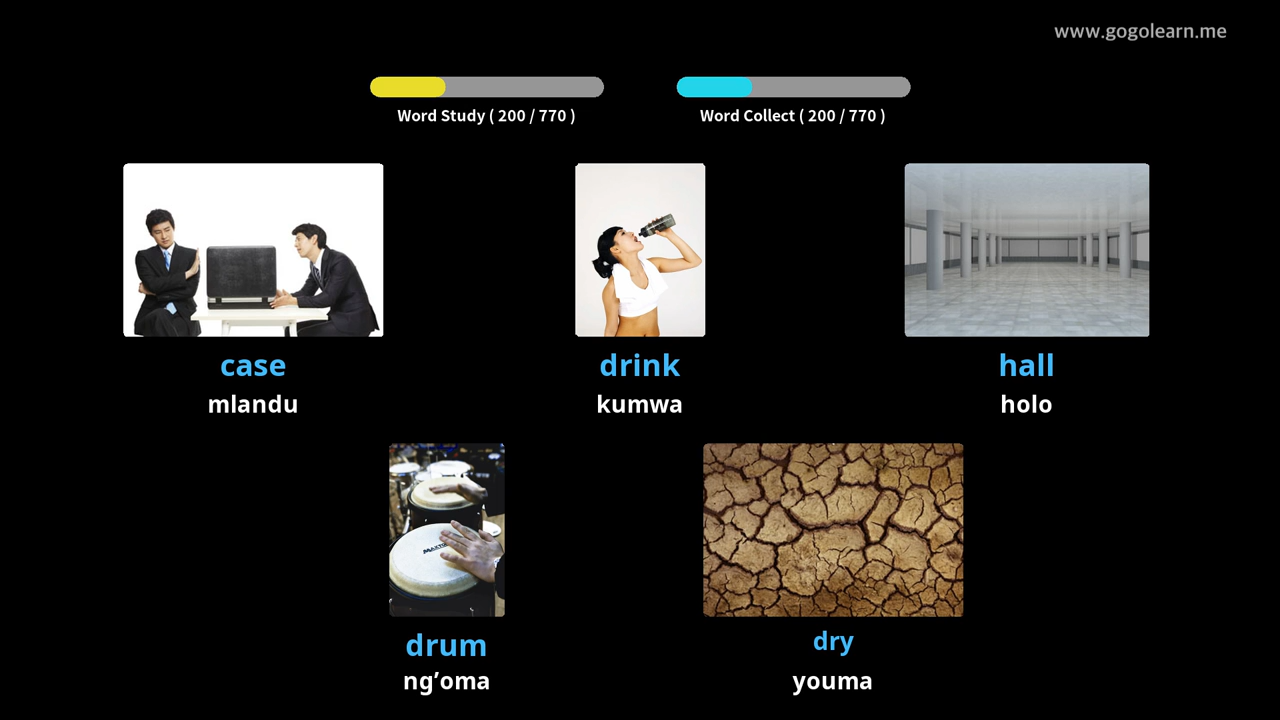 www.gogolearn.me
Word Study ( 200 / 770 )
Word Collect ( 200 / 770 )
case
mlandu
drink
kumwa
hall
holo
drum
ng’oma
dry
youma